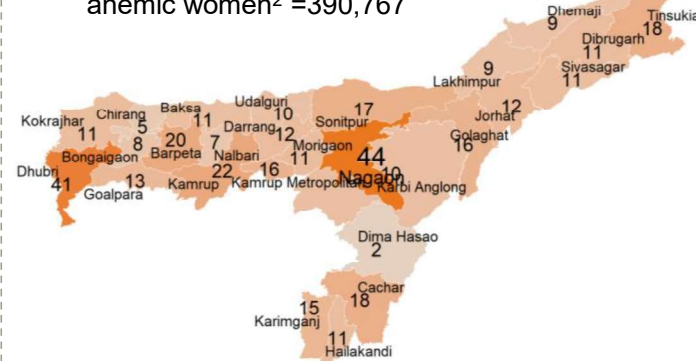 anemic women² =390,767
Dhemaji
9
Tinsukia
18
Dibrugarh
11
Sivasagar
11
Lakhimpur
9
Jorhat
12
Golaghat
16
Udalguri
10
Sonitpur
17
Baksa
11
Chirang
5
Kokrajhar
11
Darrang
12
Morigaon
11
Bongaigaon
8
Barpeta
20
Nalbari
7
Nagaon
44
Karbi Anglong
10
Dhubri
41
Goalpara
13
Kamrup
22
Kamrup Metropolitan
16
Dima Hasao
2
Cachar
18
Karimganj
15
Hailakandi
11